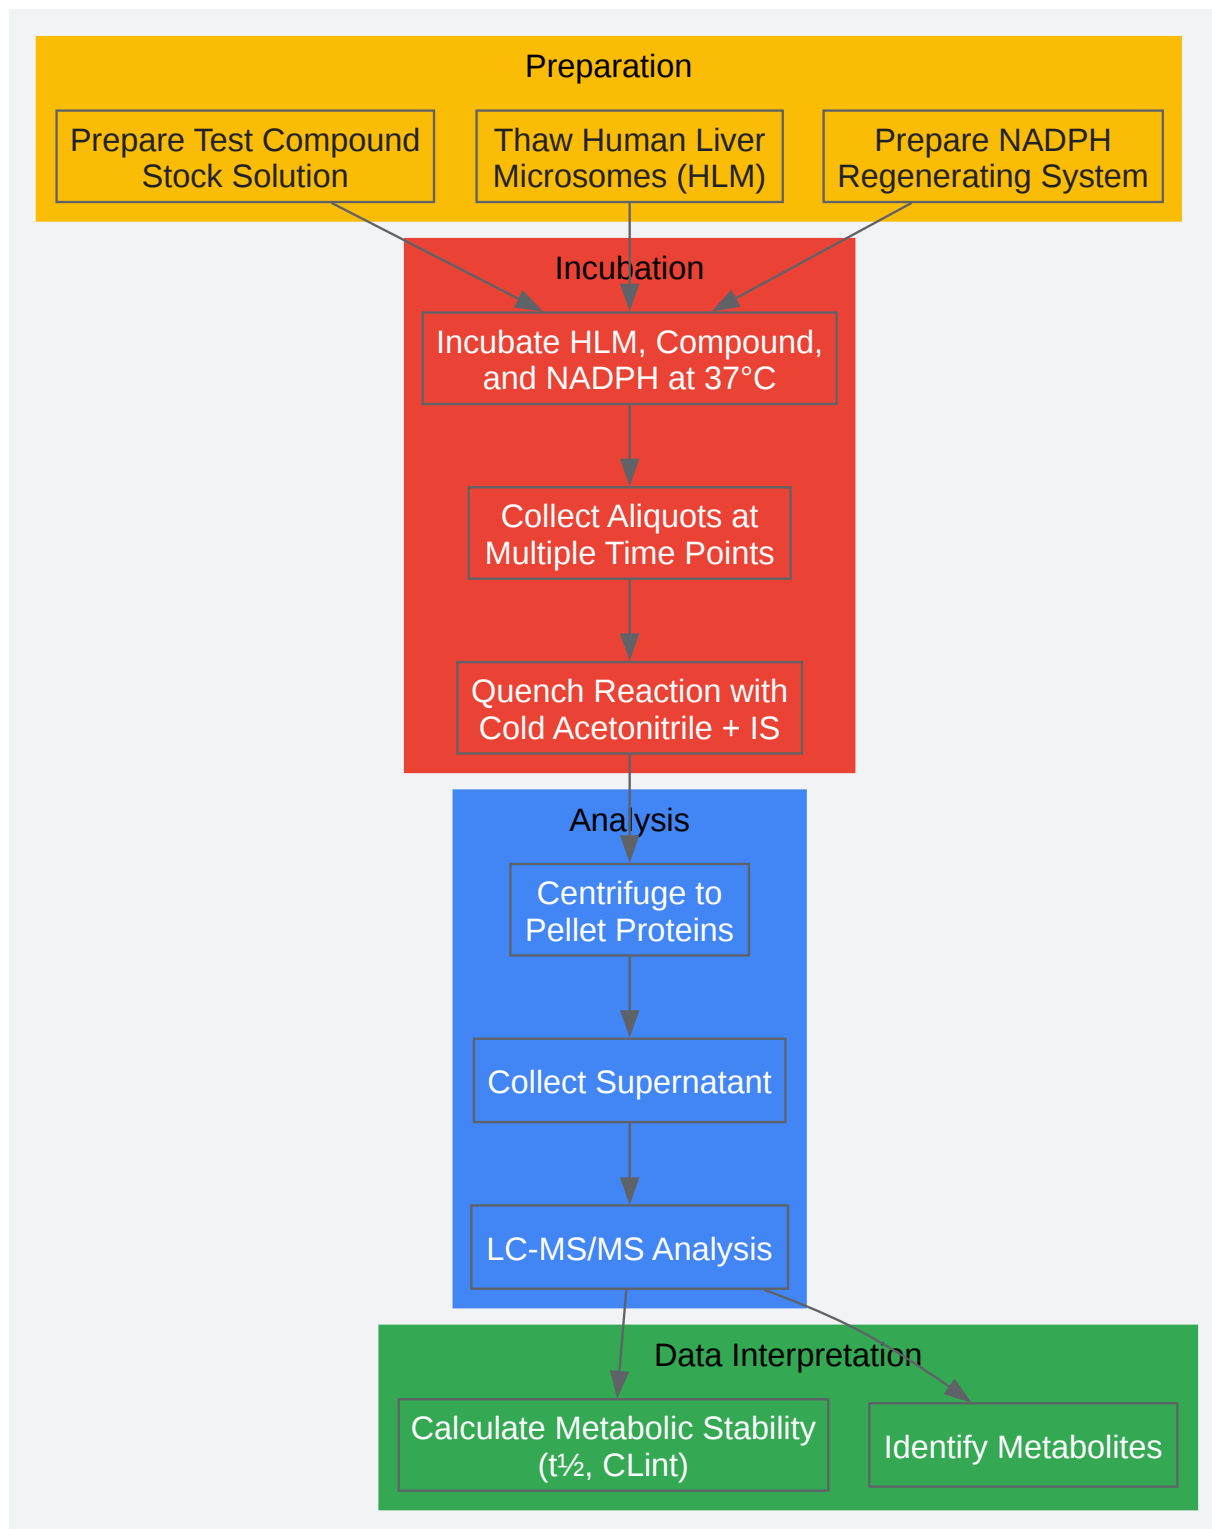 Preparation
Prepare Test Compound
Stock Solution
Thaw Human Liver
Microsomes (HLM)
Prepare NADPH
Regenerating System
Incubation
Incubate HLM, Compound,
and NADPH at 37°C
Collect Aliquots at
Multiple Time Points
Quench Reaction with
Cold Acetonitrile + IS
Analysis
Centrifuge to
Pellet Proteins
Collect Supernatant
LC-MS/MS Analysis
Data Interpretation
Calculate Metabolic Stability
(t½, CLint)
Identify Metabolites